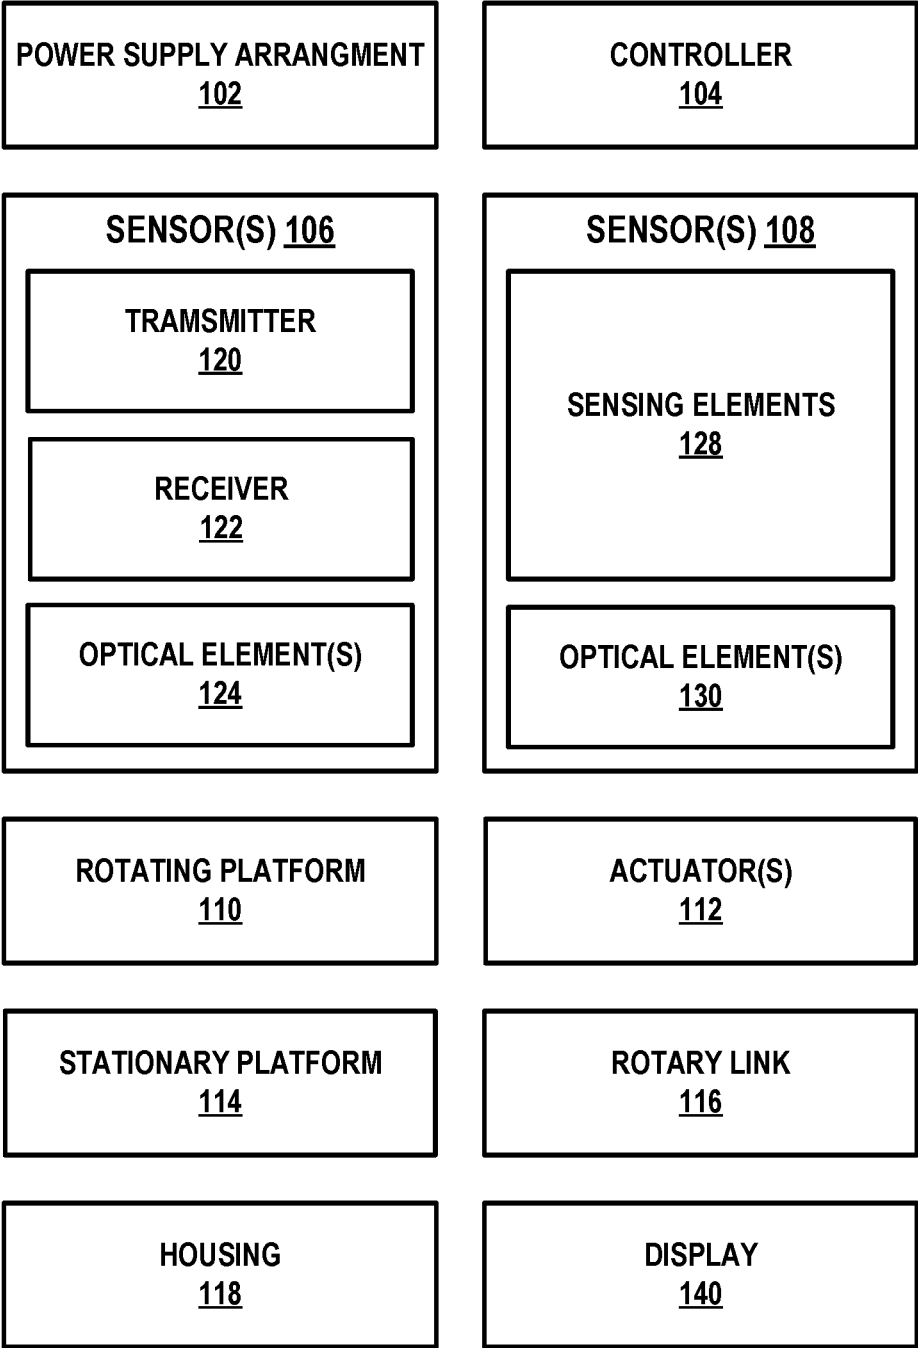 POWER SUPPLY ARRANGMENT
102
CONTROLLER
104
SENSOR(S) 106
TRAMSMITTER
120
RECEIVER
122
OPTICAL ELEMENT(S)
124
SENSOR(S) 108
SENSING ELEMENTS
128
OPTICAL ELEMENT(S)
130
ROTATING PLATFORM
110
ACTUATOR(S)
112
STATIONARY PLATFORM
114
ROTARY LINK
116
HOUSING
118
DISPLAY
140